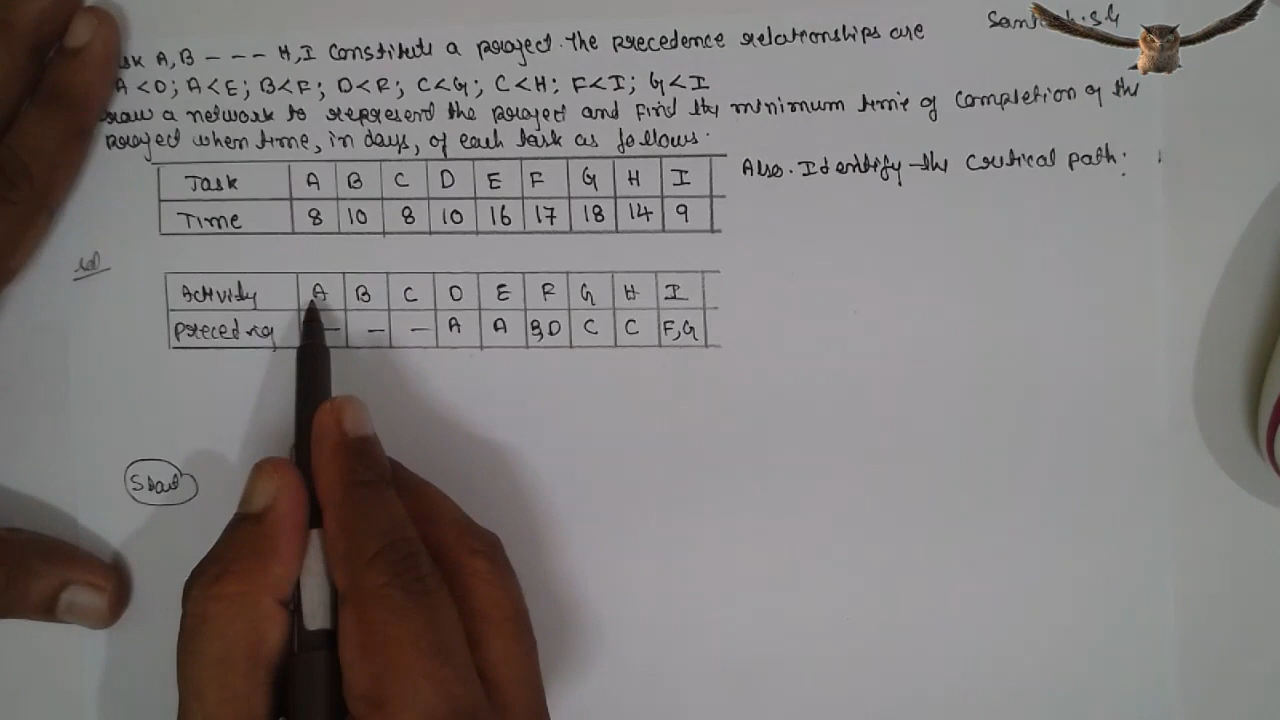 A, B - - - H, I constitute a project. The precedence relationships are
A<D; A<E; B<F; D<F; C<G; C<H; F<I; G<I
a network to represent the project and find the minimum time of completion of the
project when time, in days, of each task as follows.
Also. Identify the critical path:
Task A B C D E F G H I
Time 8 10 8 10 16 17 18 14 9
Sol
Activity A B C D E F G H I
Preceding — — — A A B,D C C F,G
Start